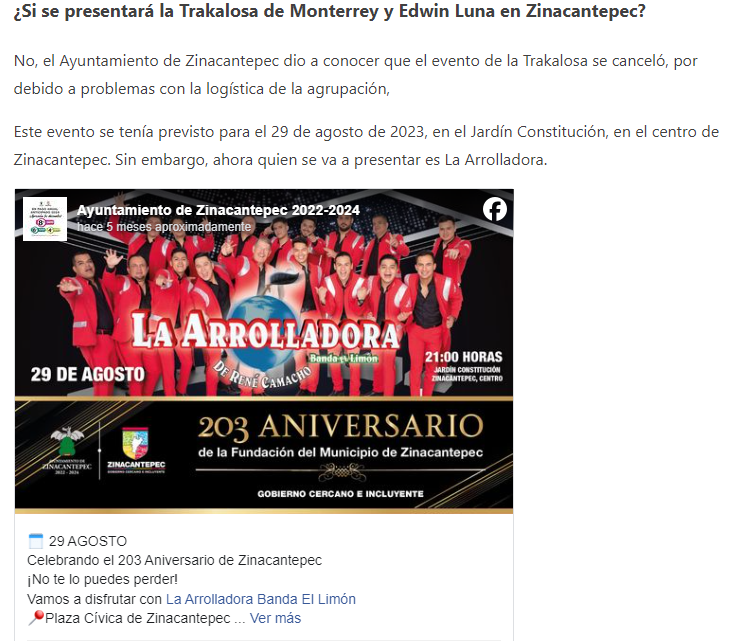 ¿Si se presentará la Trakalosa de Monterrey y Edwin Luna en Zinacantepec?
No, el Ayuntamiento de Zinacantepec dio a conocer que el evento de la Trakalosa se canceló, por
debido a problemas con la logística de la agrupación,
Este evento se tenía previsto para el 29 de agosto de 2023, en el Jardín Constitución, en el centro de
Zinacantepec. Sin embargo, ahora quien se va a presentar es La Arrolladora.
Ayuntamiento de Zinacantepec 2022-2024
hace 5 meses aproximadamente
LA ARROLLADORA
Banda el Limón
DE RENÉ CAMACHO
29 DE AGOSTO
21:00 HORAS
JARDÍN CONSTITUCIÓN
ZINACANTEPEC, CENTRO
203 ANIVERSARIO
de la Fundación del Municipio de Zinacantepec
AYUNTAMIENTO DE
ZINACANTEPEC
2022 - 2024
ZINACANTEPEC
GOBIERNO CERCANO E INCLUYENTE
GOBIERNO CERCANO E INCLUYENTE
29 AGOSTO
Celebrando el 203 Aniversario de Zinacantepec
¡No te lo puedes perder!
Vamos a disfrutar con La Arrolladora Banda El Limón
Plaza Cívica de Zinacantepec ... Ver más